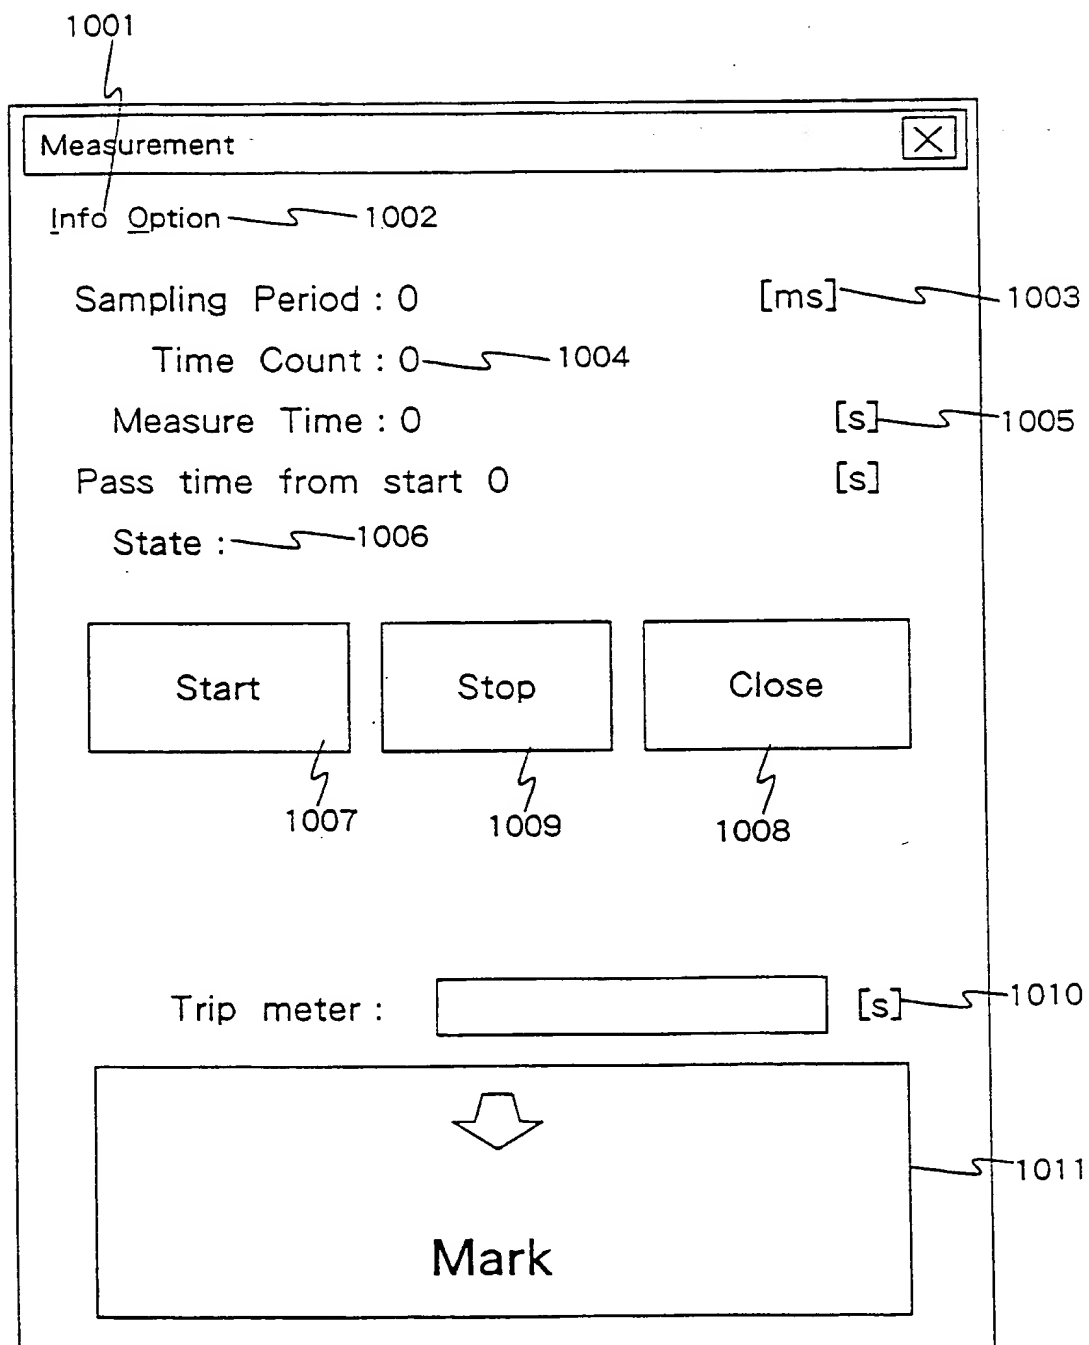 1001
Measurement
Info Option 1002
Sampling Period : 0 [ms] 1003
Time Count : 0 1004
Measure Time : 0 [s] 1005
Pass time from start 0 [s]
State : 1006
Start Stop Close
1007 1009 1008
Trip meter : [s] 1010
1011
Mark